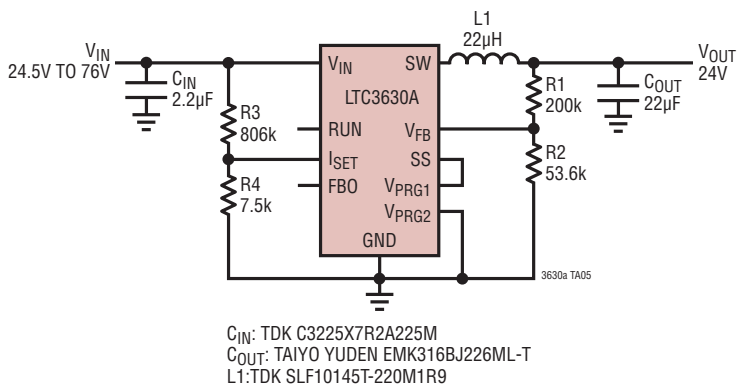 L1
22µH
V_IN
24.5V TO 76V
C_IN
2.2µF
R3
806k
R4
7.5k
V_IN
SW
LTC3630A
RUN
V_FB
I_SET
SS
FBO
V_PRG1
V_PRG2
GND
R1
200k
R2
53.6k
C_OUT
22µF
V_OUT
24V
3630a TA05
C_IN: TDK C3225X7R2A225M
C_OUT: TAIYO YUDEN EMK316BJ226ML-T
L1:TDK SLF10145T-220M1R9